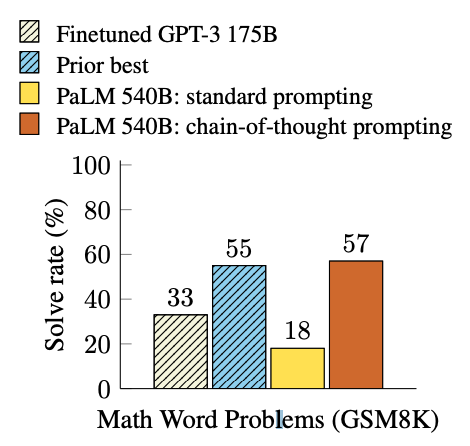 Finetuned GPT-3 175B
Prior best
PaLM 540B: standard prompting
PaLM 540B: chain-of-thought prompting
100
80
60
40
20
0
Solve rate (%)
33
55
18
57
Math Word Problems (GSM8K)